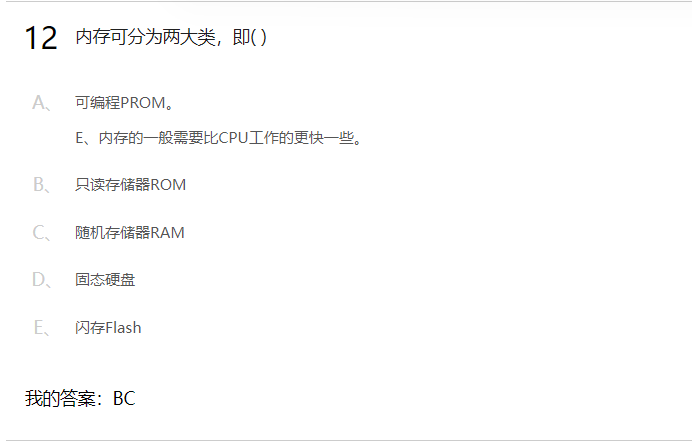 12 内存可分为两大类，即( )
A、 可编程PROM。
E、内存的一般需要比CPU工作的更快一些。
B、 只读存储器ROM
C、 随机存储器RAM
D、 固态硬盘
E、 闪存Flash
我的答案：BC